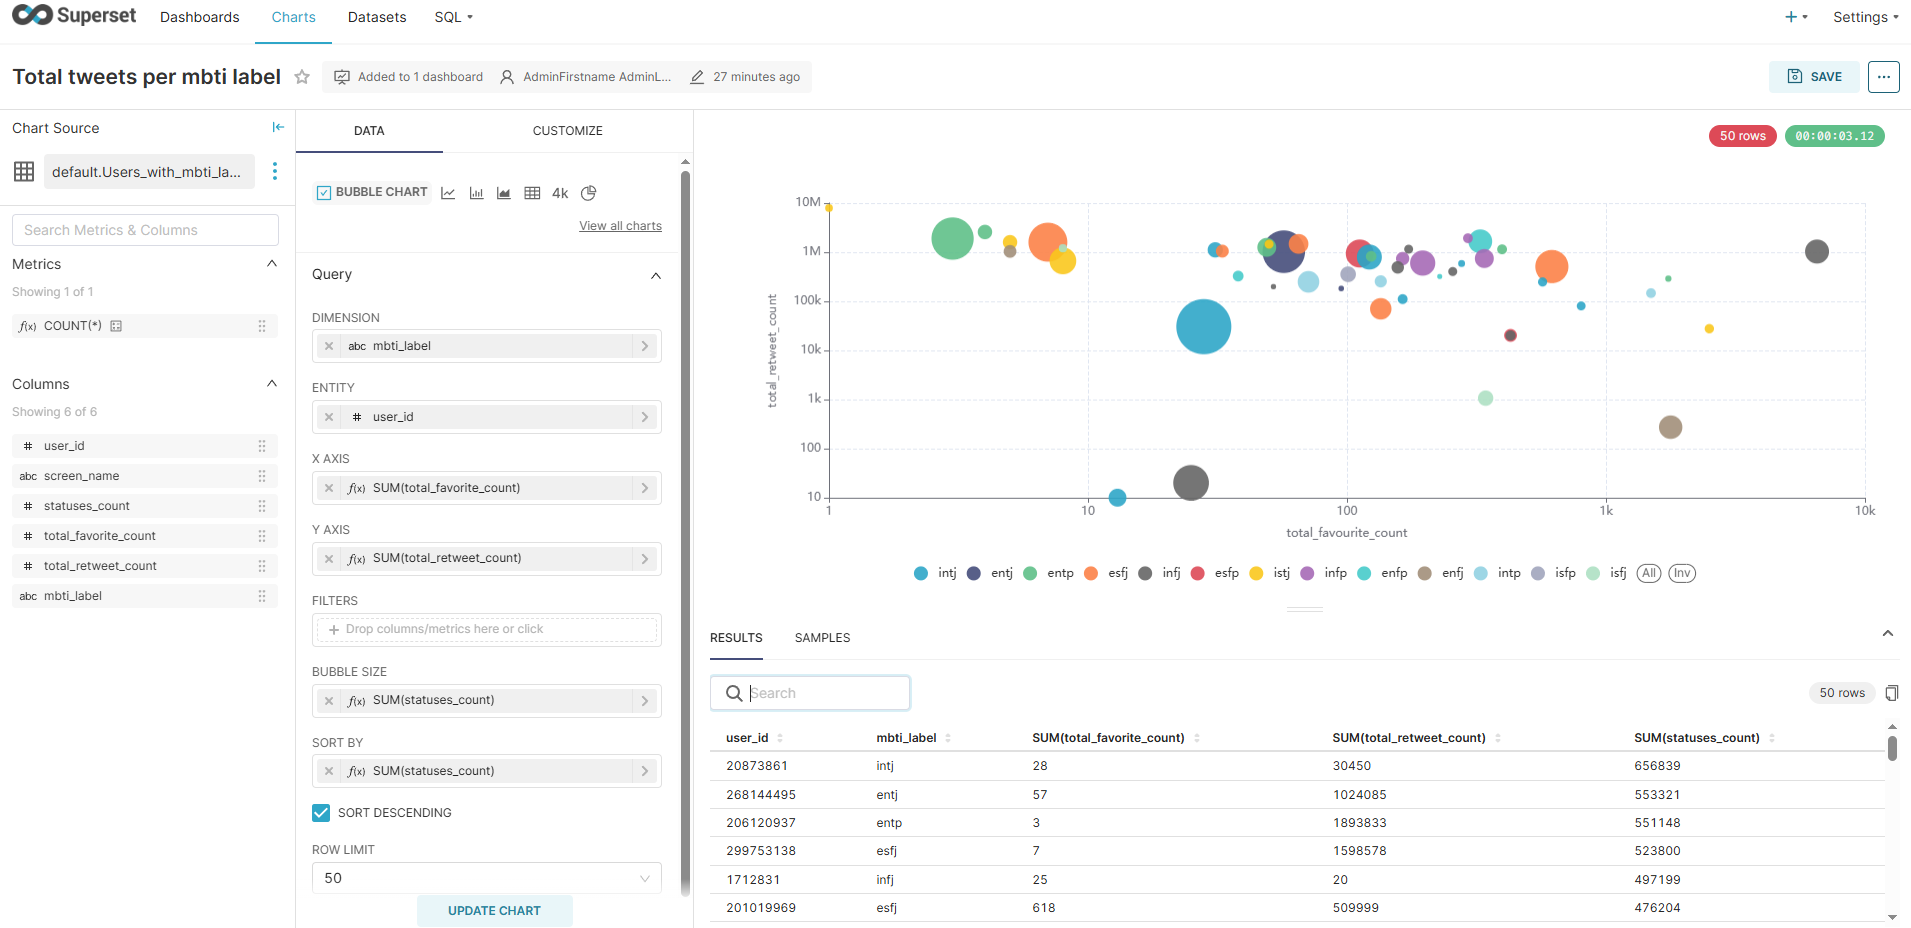 Superset Dashboards Charts Datasets SQL Settings
Total tweets per mbti label Added to 1 dashboard AdminFirstname AdminL... 27 minutes ago SAVE
Chart Source
default.Users_with_mbti_la...
Search Metrics & Columns
Metrics
Showing 1 of 1
f(x) COUNT(*)
Columns
Showing 6 of 6
# user_id
abc screen_name
# statuses_count
# total_favorite_count
# total_retweet_count
abc mbti_label
DATA CUSTOMIZE
BUBBLE CHART 4k
View all charts
Query
DIMENSION
abc mbti_label
ENTITY
# user_id
X AXIS
f(x) SUM(total_favorite_count)
Y AXIS
f(x) SUM(total_retweet_count)
FILTERS
+ Drop columns/metrics here or click
BUBBLE SIZE
f(x) SUM(statuses_count)
SORT BY
f(x) SUM(statuses_count)
SORT DESCENDING
ROW LIMIT
50
UPDATE CHART
50 rows 00:00:03.12
10M
1M
100k
10k
1k
100
10
total_retweet_count
1 10 100 1k 10k
total_favourite_count
intj entj entp esfj infj esfp istj infp enfp enfj intp isfp isfj All Inv
RESULTS SAMPLES
Search 50 rows
user_id mbti_label SUM(total_favorite_count) SUM(total_retweet_count) SUM(statuses_count)
20873861 intj 28 30450 656839
268144495 entj 57 1024085 553321
206120937 entp 3 1893833 551148
299753138 esfj 7 1598578 523800
1712831 infj 25 20 497199
201019969 esfj 618 509999 476204